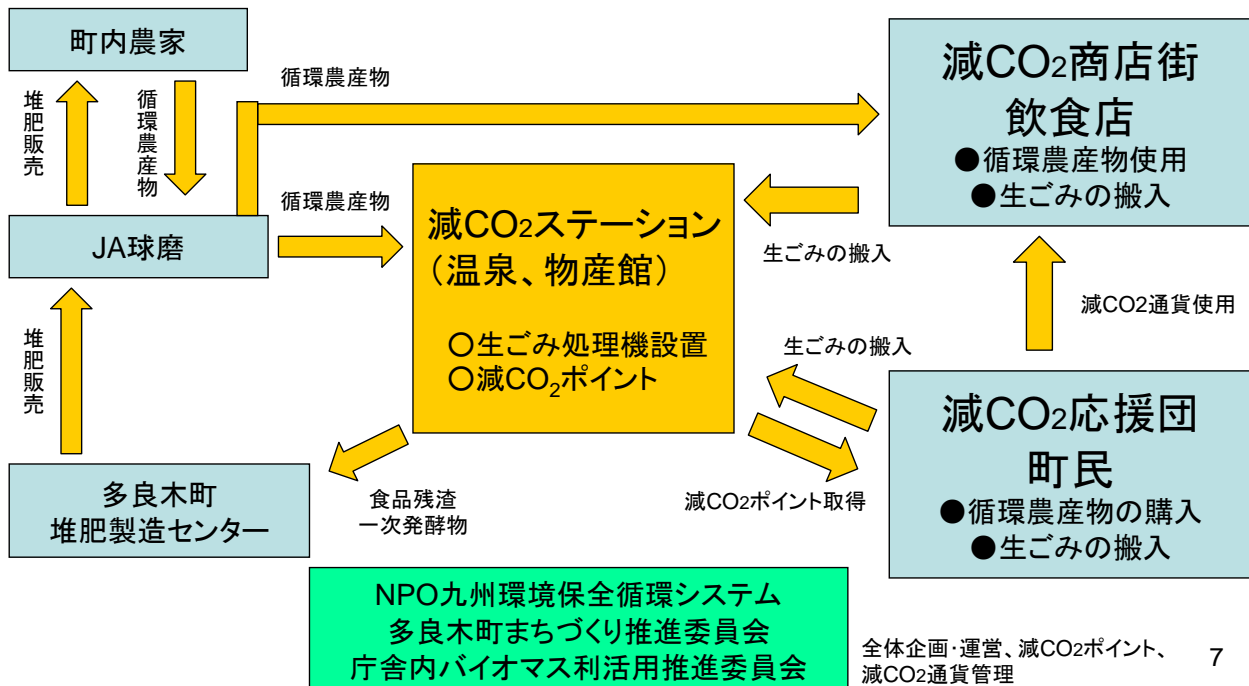 町内農家
堆肥販売
循環農産物
循環農産物
減CO2商店街
飲食店
●循環農産物使用
●生ごみの搬入
JA球磨
循環農産物
減CO2ステーション
（温泉、物産館）
○生ごみ処理機設置
○減CO2ポイント
生ごみの搬入
減CO2通貨使用
堆肥販売
生ごみの搬入
減CO2応援団
町民
●循環農産物の購入
●生ごみの搬入
多良木町
堆肥製造センター
食品残渣
一次発酵物
減CO2ポイント取得
NPO九州環境保全循環システム
多良木町まちづくり推進委員会
庁舎内バイオマス利活用推進委員会
全体企画・運営、減CO2ポイント、
減CO2通貨管理
7